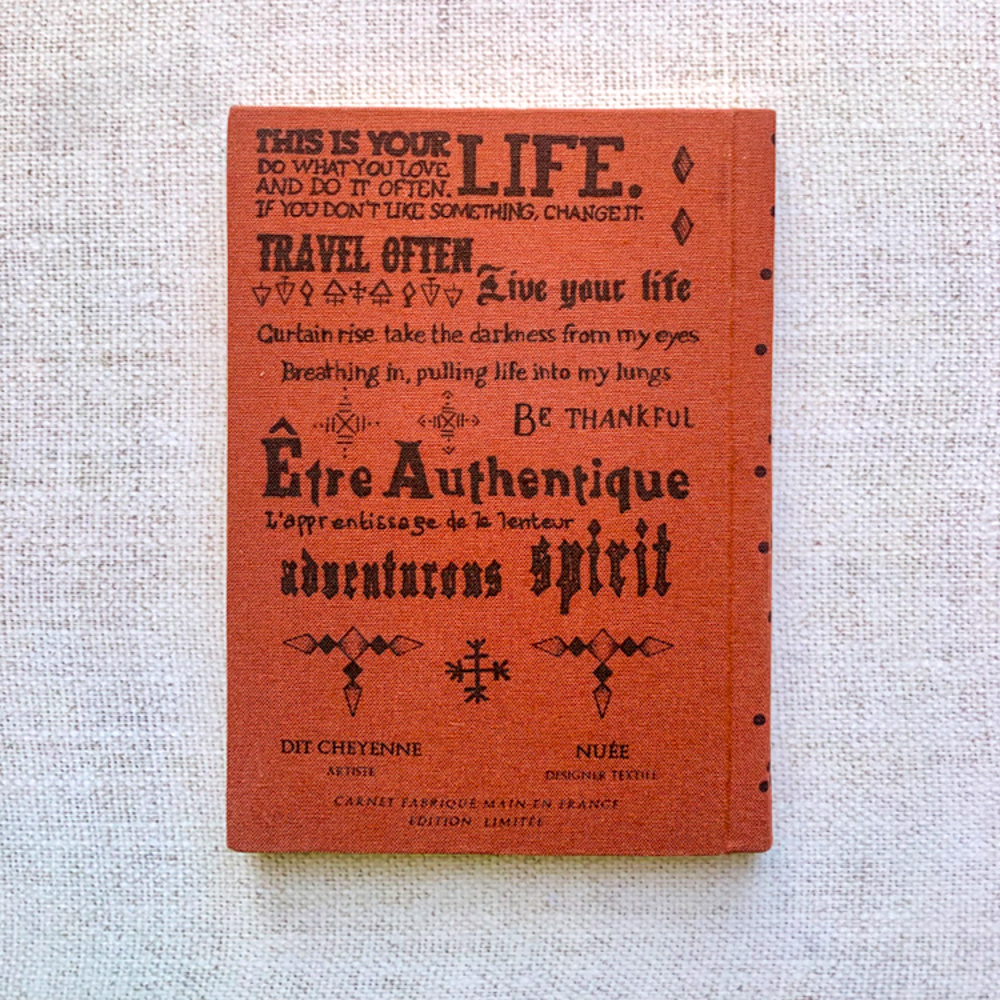 THIS IS YOUR LIFE.
DO WHAT YOU LOVE
AND DO IT OFTEN.
IF YOU DON'T LIKE SOMETHING, CHANGE IT.
TRAVEL OFTEN
Live your life
Curtain rise. take the darkness from my eyes
Breathing in, pulling life into my lungs
BE THANKFUL
Être Authentique
L'apprentissage de la lenteur
adventurous spirit
DIT CHEYENNE
ARTISTE
NUÉE
DESIGNER TEXTILE
CARNET FABRIQUÉ MAIN EN FRANCE
ÉDITION LIMITÉE